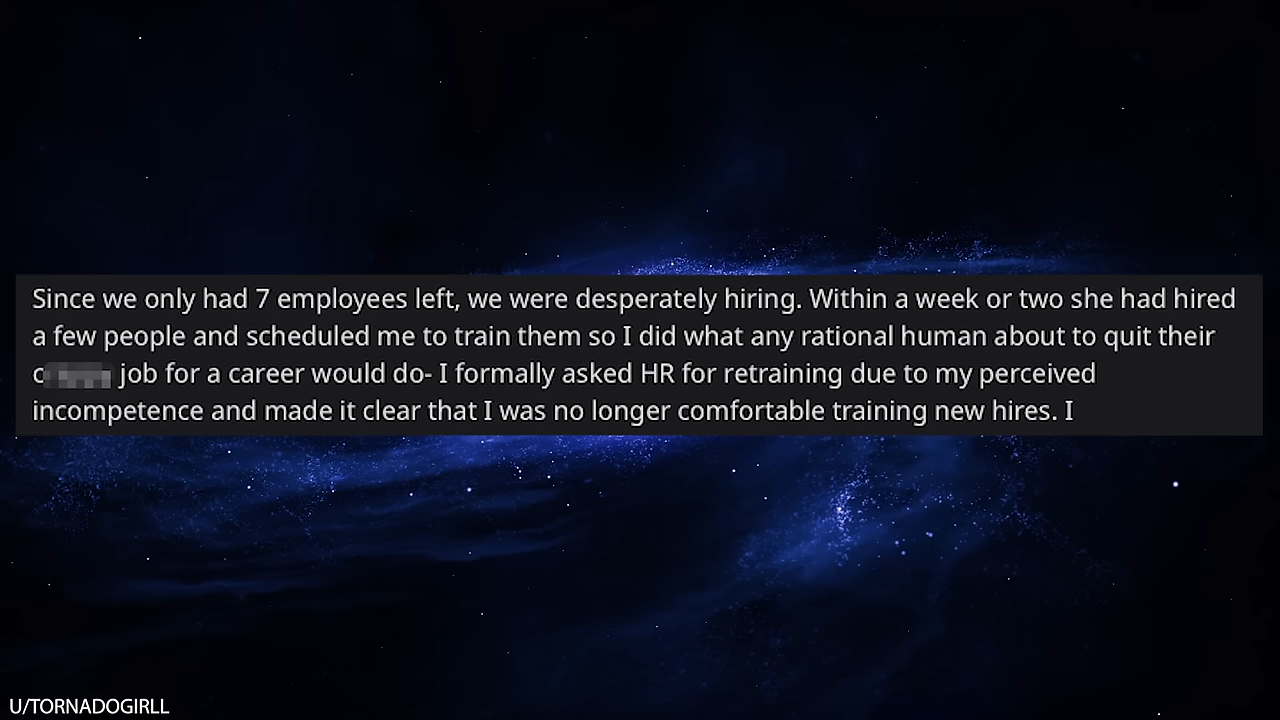 Since we only had 7 employees left, we were desperately hiring. Within a week or two she had hired
a few people and scheduled me to train them so I did what any rational human about to quit their
job for a career would do- I formally asked HR for retraining due to my perceived
incompetence and made it clear that I was no longer comfortable training new hires. I
U/TORNADOGIRLL